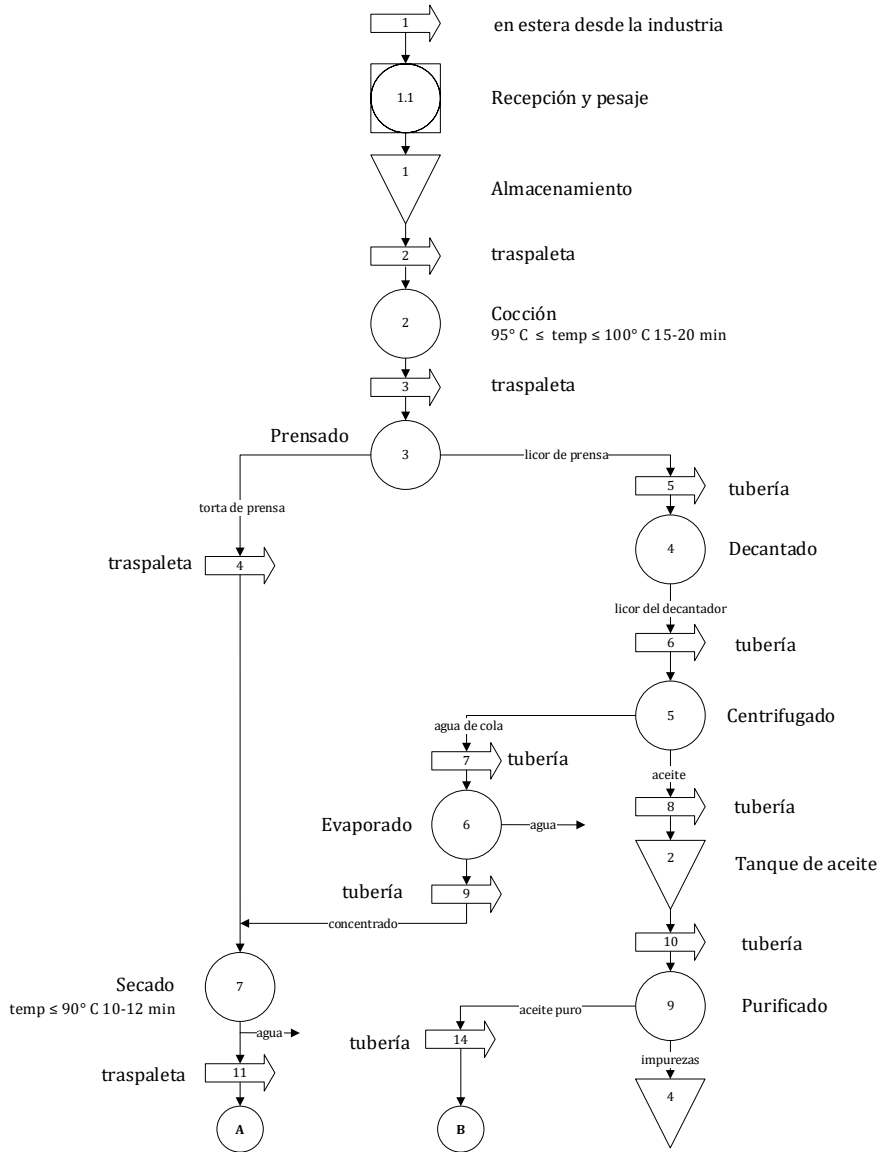 1
en estera desde la industria
1.1
Recepción y pesaje
1
Almacenamiento
2
traspaleta
2
Cocción
95° C ≤ temp ≤ 100° C 15-20 min
3
traspaleta
Prensado
3
licor de prensa
5
tubería
torta de prensa
traspaleta
4
4
Decantado
licor del decantador
6
tubería
5
Centrifugado
agua de cola
7
tubería
aceite
8
tubería
Evaporado
6
agua
2
Tanque de aceite
tubería
9
concentrado
10
tubería
Secado
temp ≤ 90° C 10-12 min
7
aceite puro
9
Purificado
agua
tubería
14
impurezas
traspaleta
11
4
A
B